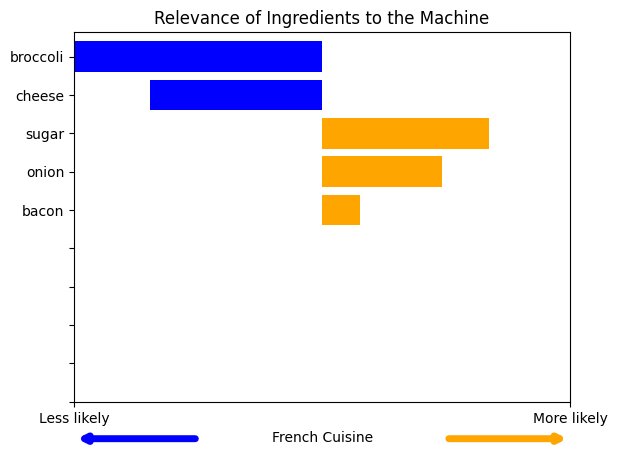 Relevance of Ingredients to the Machine
broccoli
cheese
sugar
onion
bacon
Less likely
More likely
French Cuisine